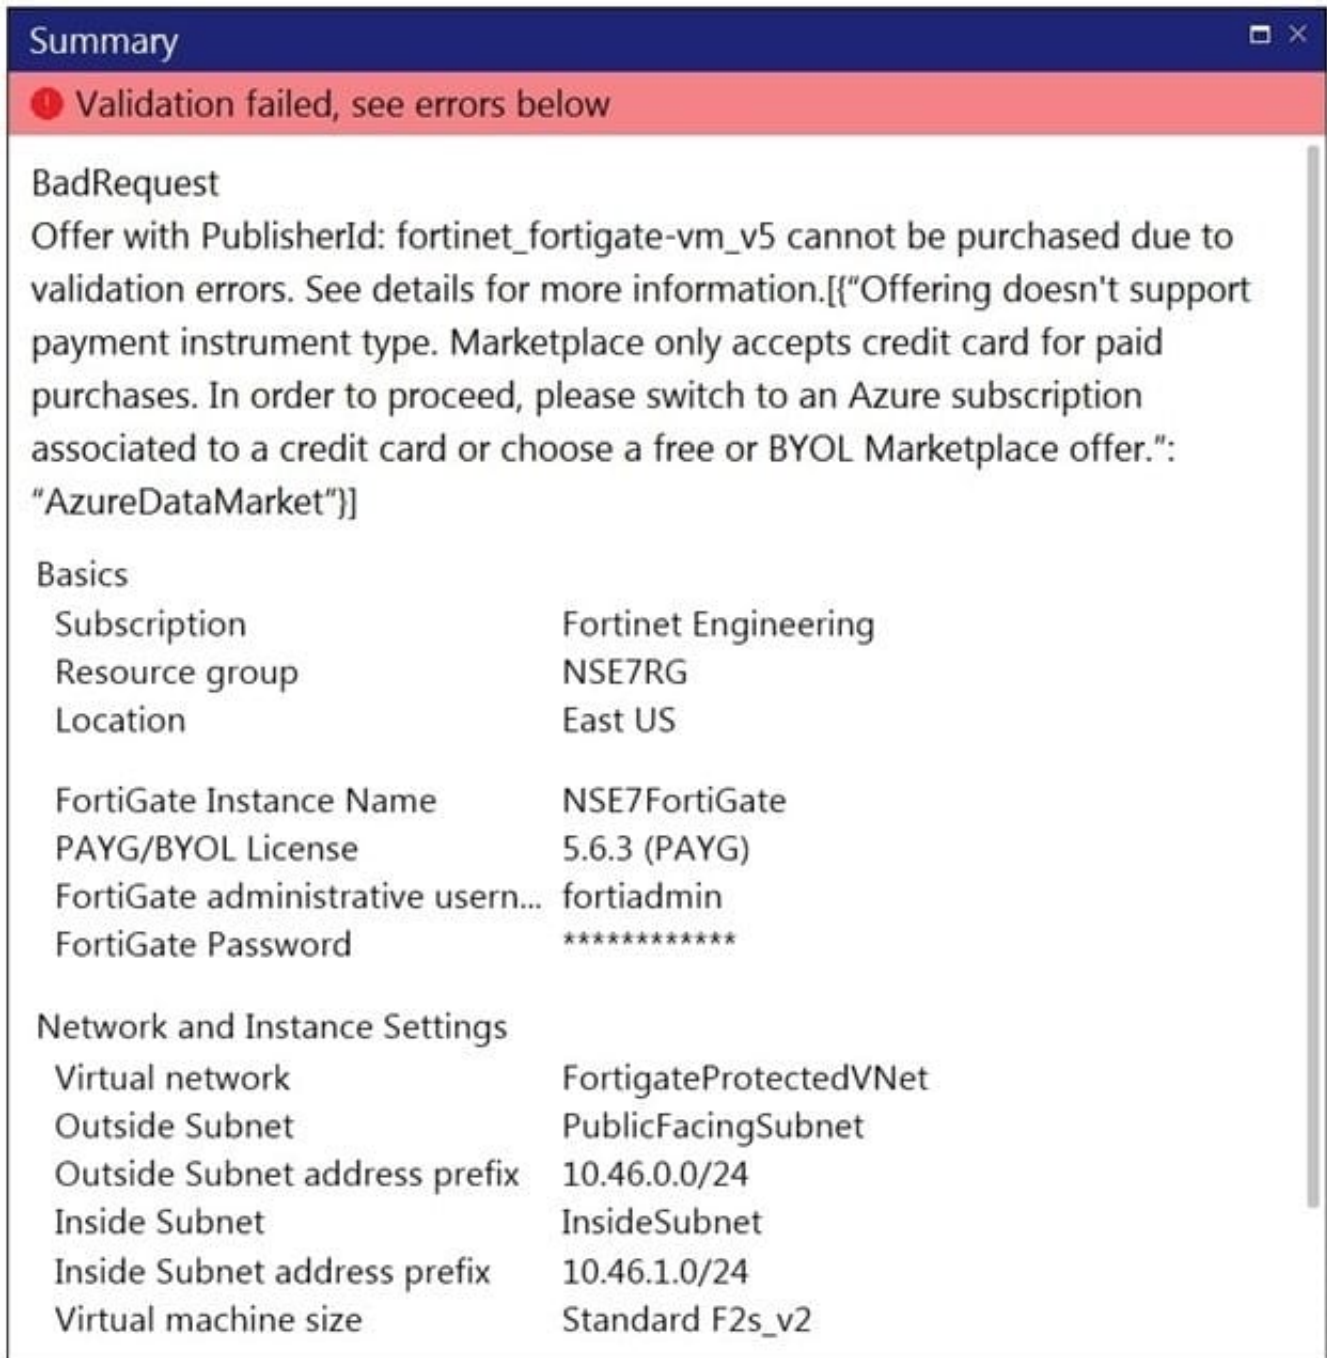 Summary
Validation failed, see errors below
BadRequest
Offer with PublisherId: fortinet_fortigate-vm_v5 cannot be purchased due to
validation errors. See details for more information.[{“Offering doesn't support
payment instrument type. Marketplace only accepts credit card for paid
purchases. In order to proceed, please switch to an Azure subscription
associated to a credit card or choose a free or BYOL Marketplace offer.”:
“AzureDataMarket”}]
Basics
Subscription Fortinet Engineering
Resource group NSE7RG
Location East US
FortiGate Instance Name NSE7FortiGate
PAYG/BYOL License 5.6.3 (PAYG)
FortiGate administrative usern... fortiadmin
FortiGate Password ************
Network and Instance Settings
Virtual network FortigateProtectedVNet
Outside Subnet PublicFacingSubnet
Outside Subnet address prefix 10.46.0.0/24
Inside Subnet InsideSubnet
Inside Subnet address prefix 10.46.1.0/24
Virtual machine size Standard F2s_v2